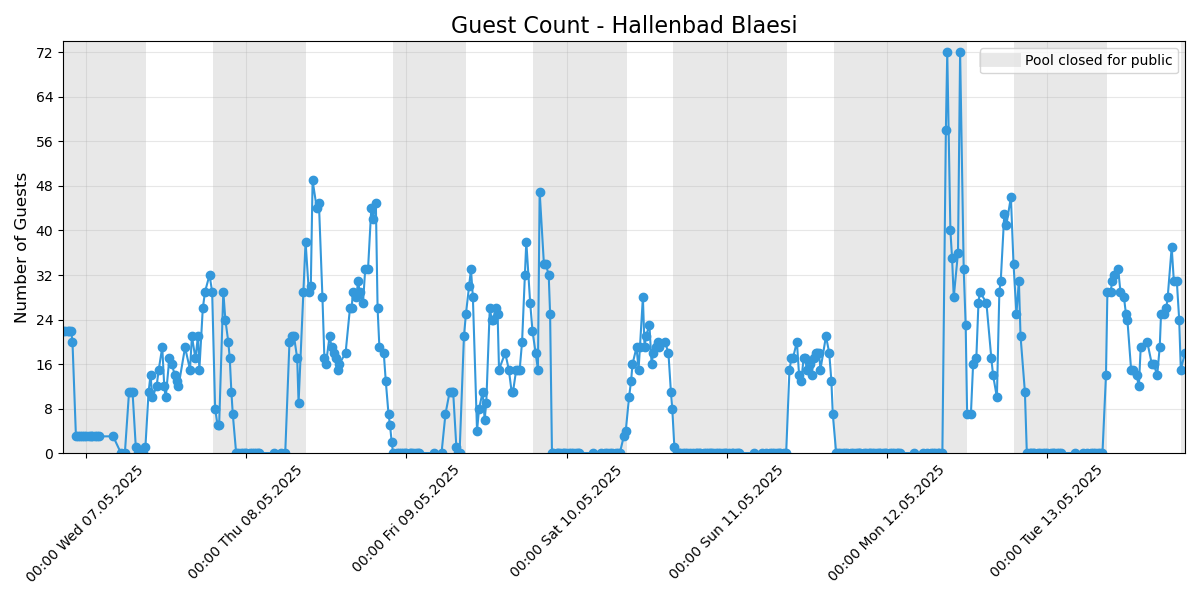 Guest Count - Hallenbad Blaesi
Pool closed for public
Number of Guests
72
64
56
48
40
32
24
16
8
0
00:00 Wed 07.05.2025
00:00 Thu 08.05.2025
00:00 Fri 09.05.2025
00:00 Sat 10.05.2025
00:00 Sun 11.05.2025
00:00 Mon 12.05.2025
00:00 Tue 13.05.2025